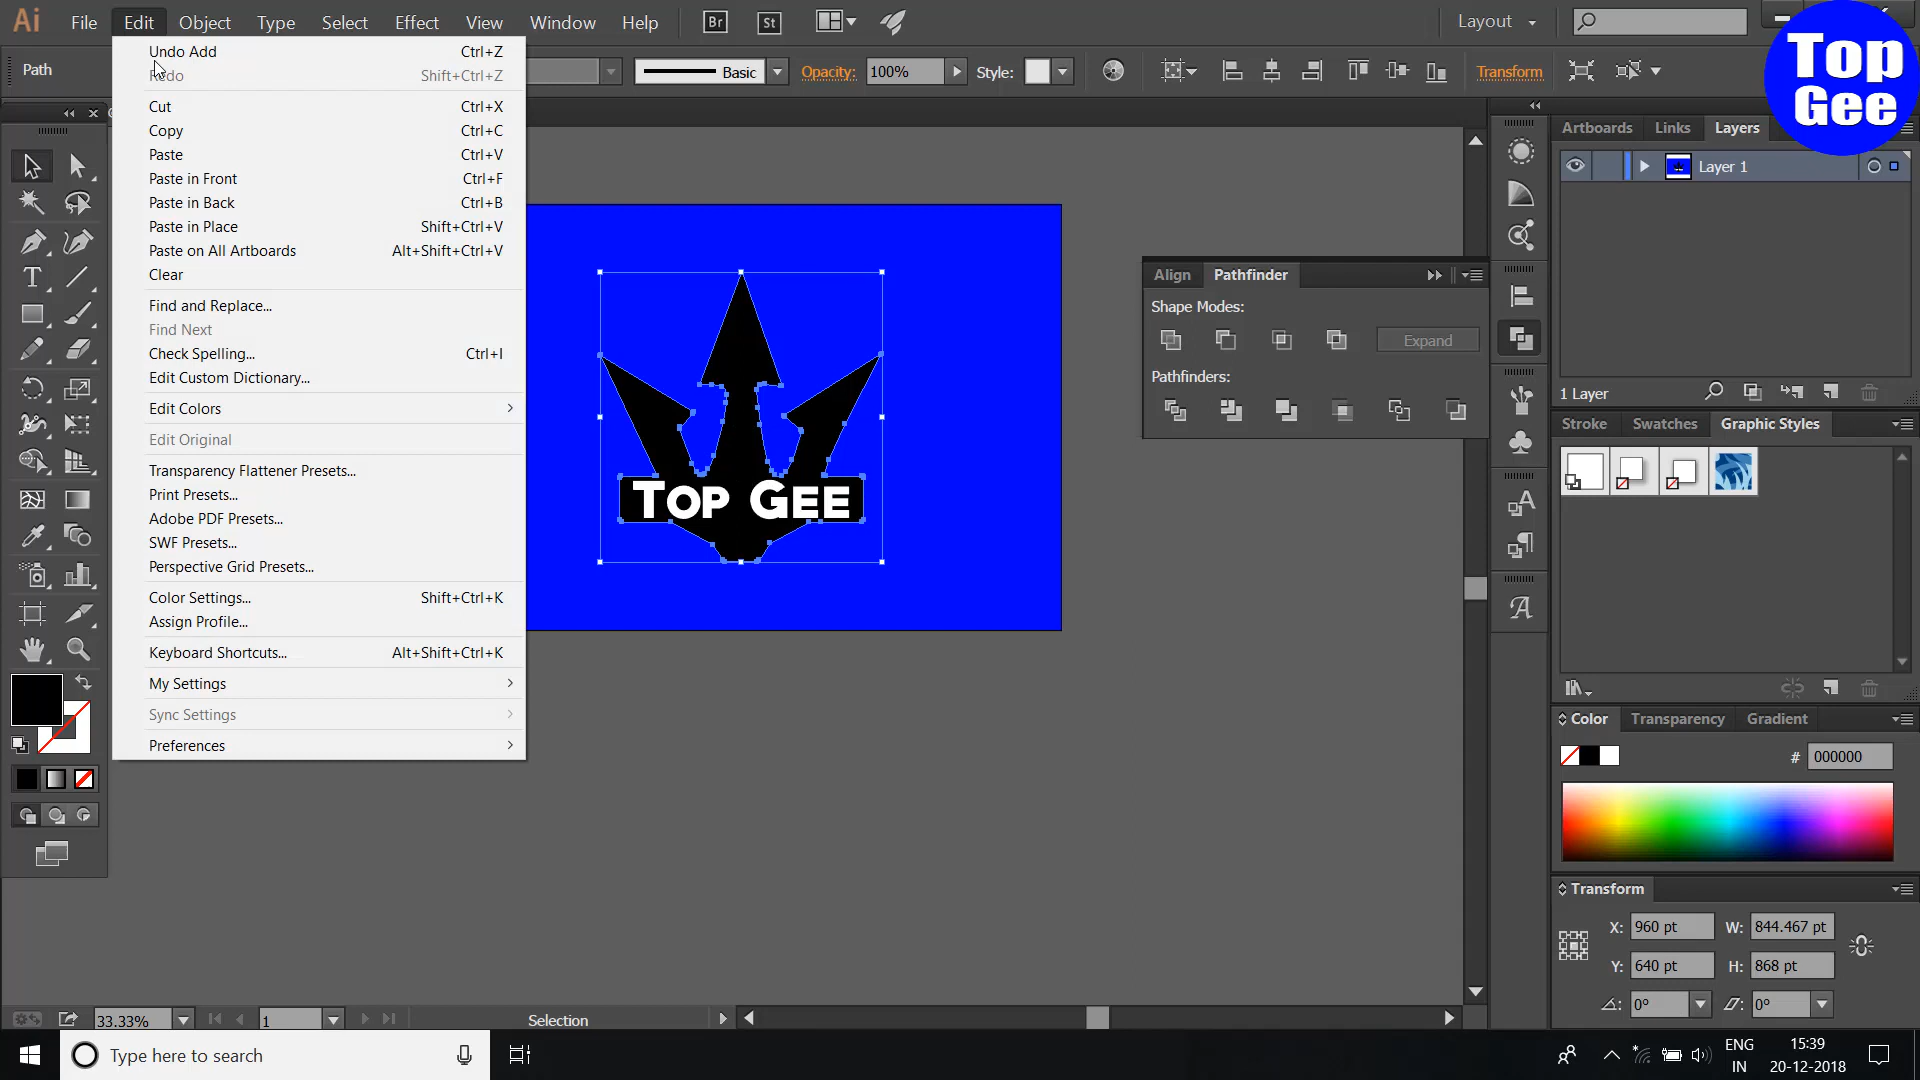 Ai File Edit Object Type Select Effect View Window Help Br St Layout
Path Basic Opacity: 100% Style: Transform
Top
Gee
Undo Add Ctrl+Z
Redo Shift+Ctrl+Z
Cut Ctrl+X
Copy Ctrl+C
Paste Ctrl+V
Paste in Front Ctrl+F
Paste in Back Ctrl+B
Paste in Place Shift+Ctrl+V
Paste on All Artboards Alt+Shift+Ctrl+V
Clear
Find and Replace...
Find Next
Check Spelling... Ctrl+I
Edit Custom Dictionary...
Edit Colors
Edit Original
Transparency Flattener Presets...
Print Presets...
Adobe PDF Presets...
SWF Presets...
Perspective Grid Presets...
Color Settings... Shift+Ctrl+K
Assign Profile...
Keyboard Shortcuts... Alt+Shift+Ctrl+K
My Settings
Sync Settings
Preferences
TOP GEE
Align Pathfinder
Shape Modes:
Expand
Pathfinders:
Artboards Links Layers
Layer 1
1 Layer
Stroke Swatches Graphic Styles
Color Transparency Gradient
# 000000
Transform
X: 960 pt W: 844.467 pt
Y: 640 pt H: 868 pt
0° 0°
33.33% 1 Selection
Type here to search
ENG
IN
15:39
20-12-2018